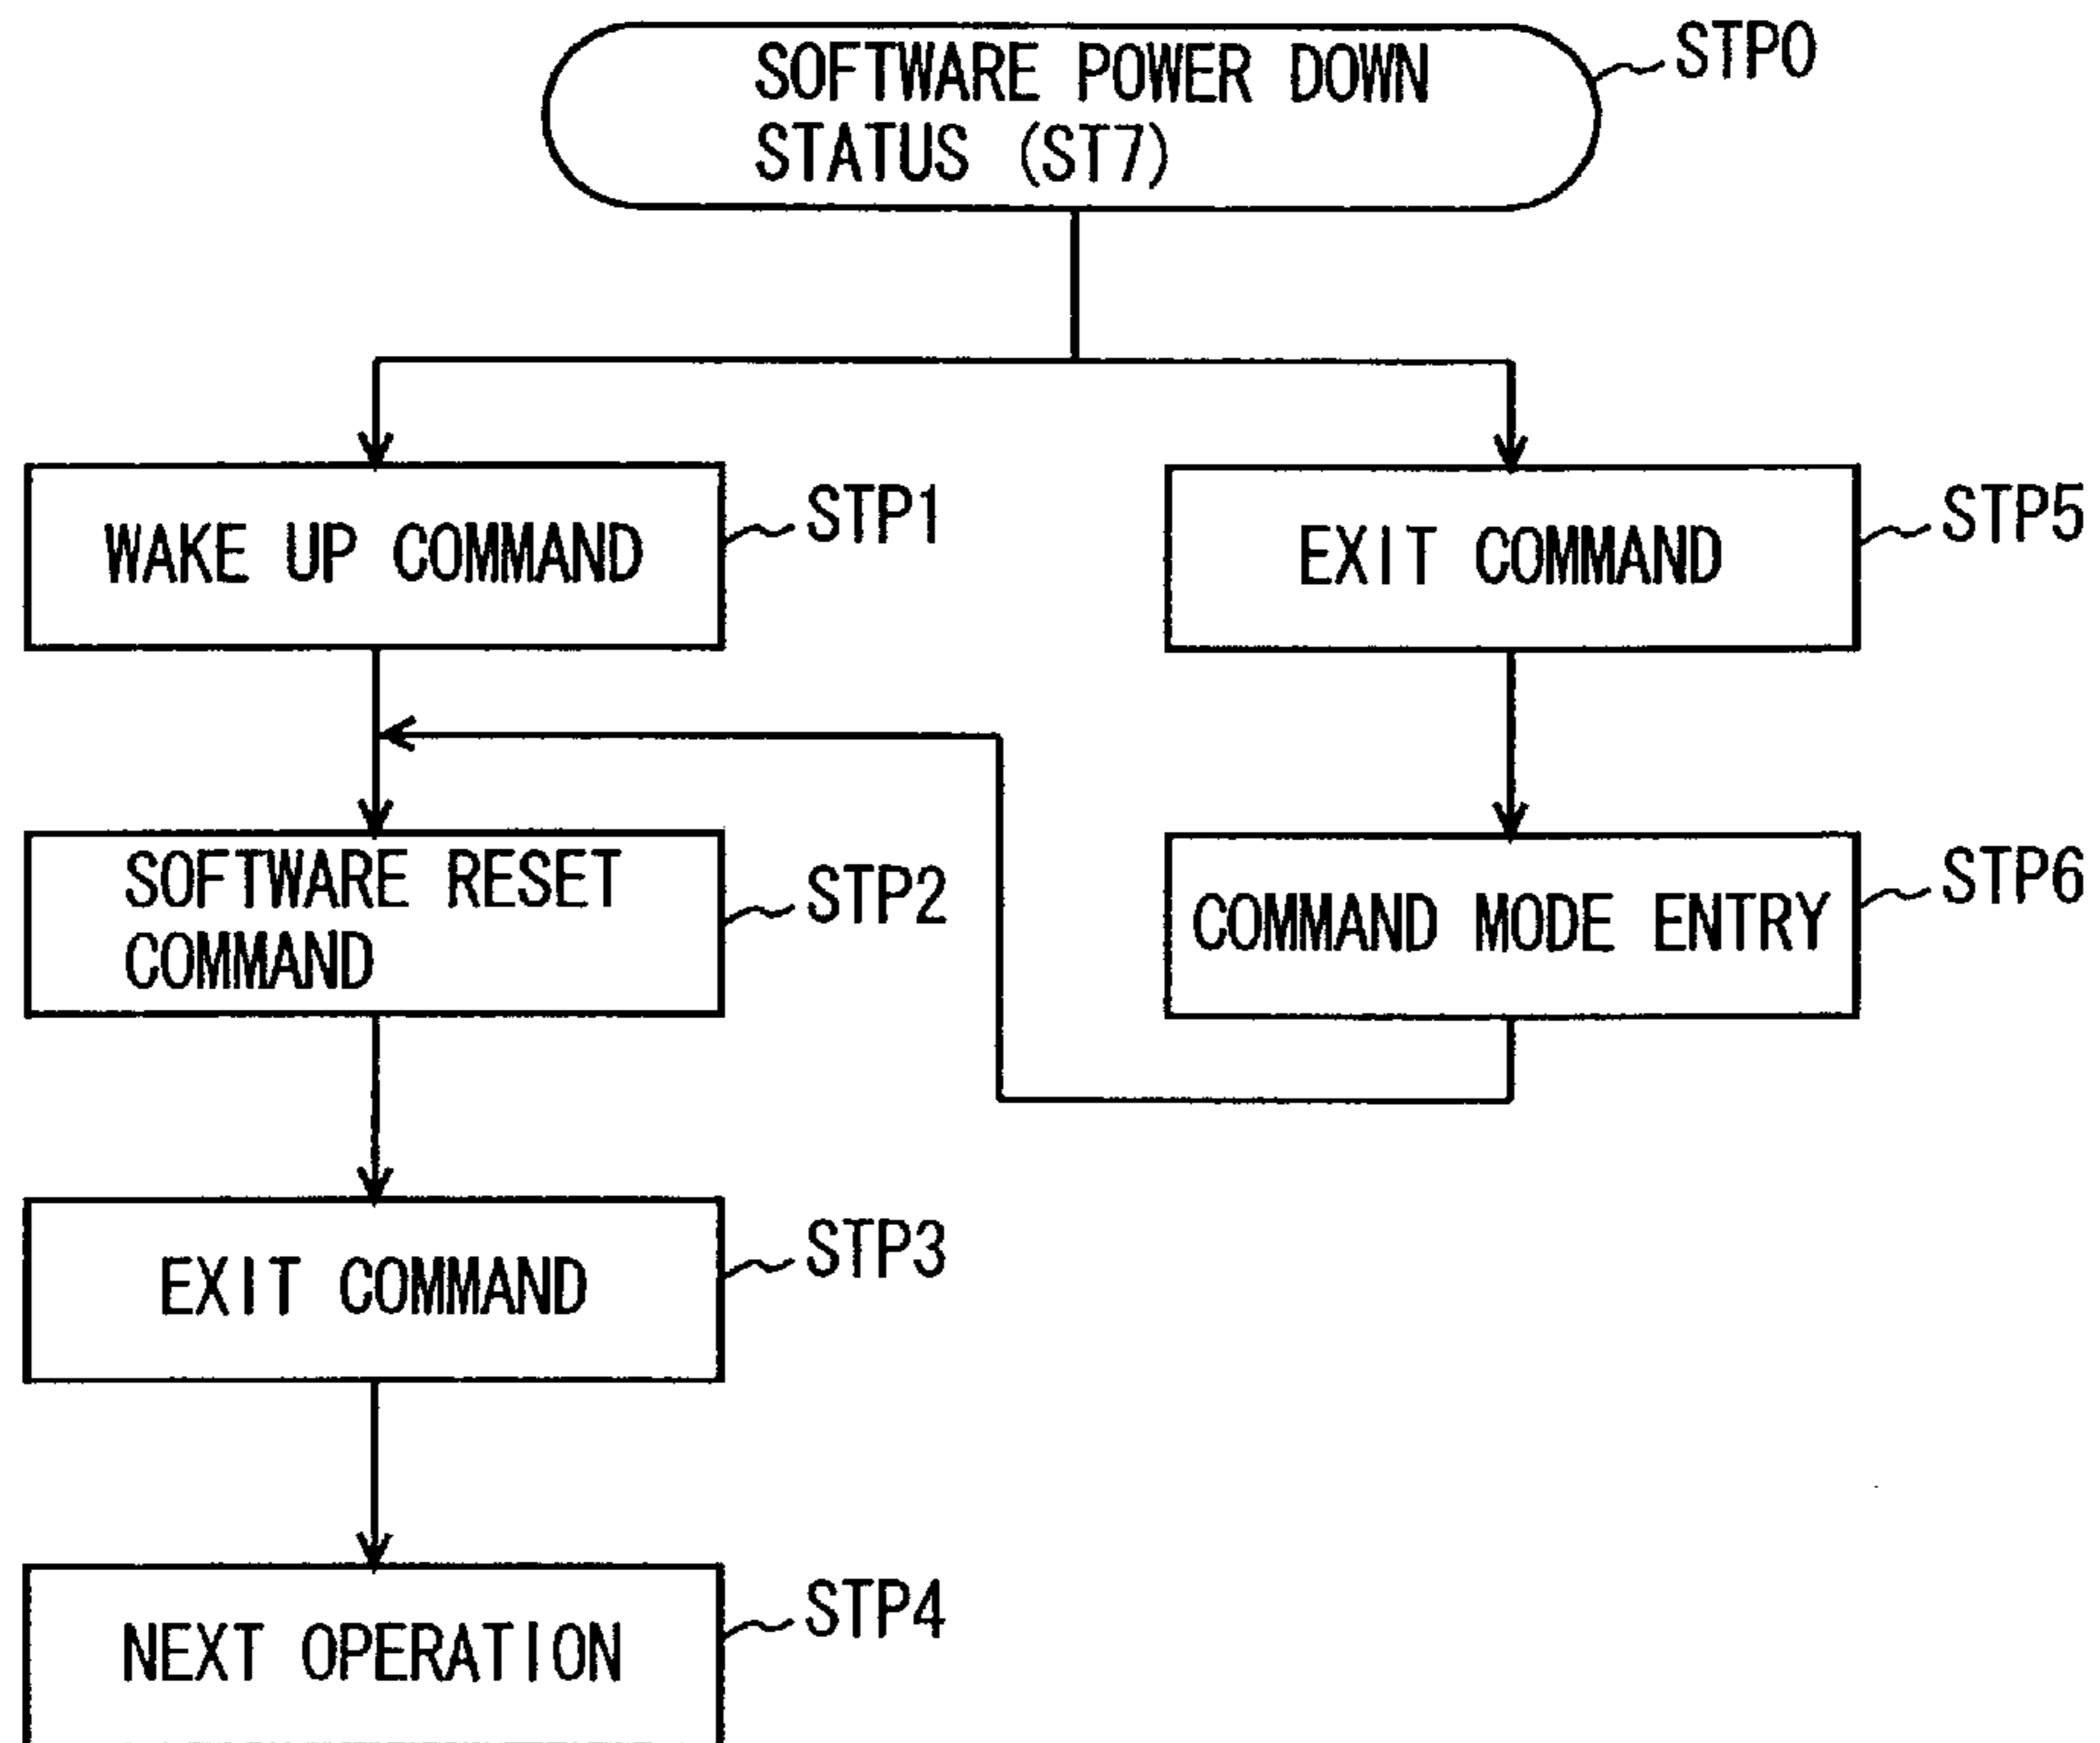 SOFTWARE POWER DOWN
STATUS (ST7)
STP0
WAKE UP COMMAND
STP1
EXIT COMMAND
STP5
SOFTWARE RESET
COMMAND
STP2
COMMAND MODE ENTRY
STP6
EXIT COMMAND
STP3
NEXT OPERATION
STP4